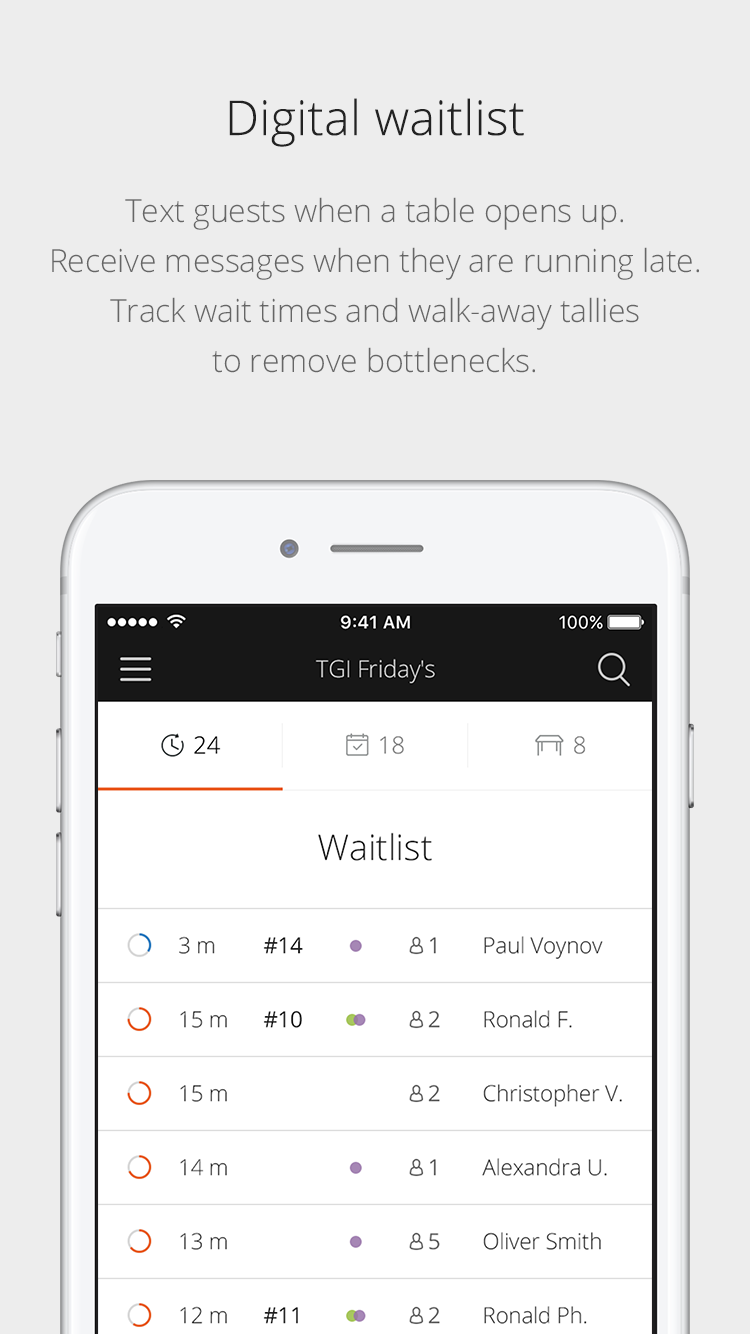 Digital waitlist
Text guests when a table opens up.
Receive messages when they are running late.
Track wait times and walk-away tallies
to remove bottlenecks.
9:41 AM 100%
TGI Friday's
24 18 8
Waitlist
3 m #14 1 Paul Voynov
15 m #10 2 Ronald F.
15 m 2 Christopher V.
14 m 1 Alexandra U.
13 m 5 Oliver Smith
12 m #11 2 Ronald Ph.